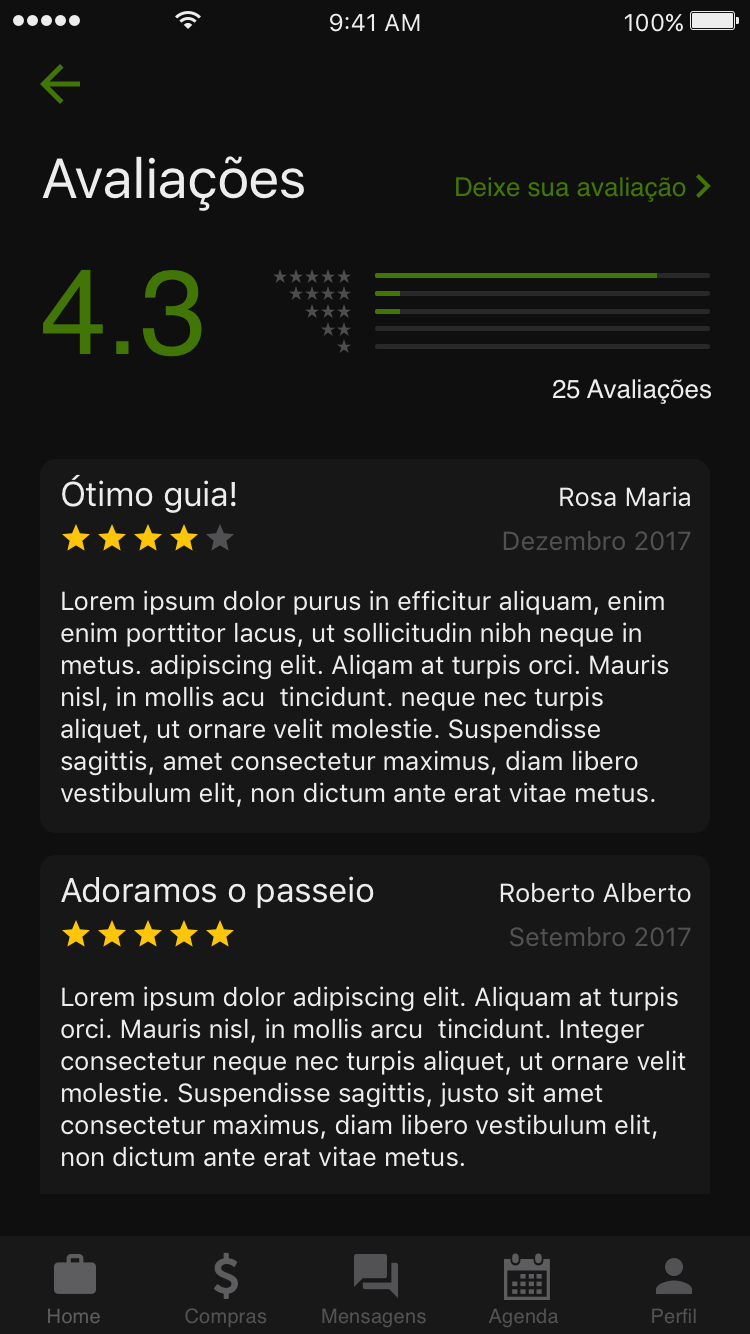 9:41 AM 100%
Avaliações
Deixe sua avaliação
4.3
25 Avaliações
Ótimo guia! Rosa Maria
Dezembro 2017
Lorem ipsum dolor purus in efficitur aliquam, enim
enim porttitor lacus, ut sollicitudin nibh neque in
metus. adipiscing elit. Aliqam at turpis orci. Mauris
nisl, in mollis acu  tincidunt. neque nec turpis
aliquet, ut ornare velit molestie. Suspendisse
sagittis, amet consectetur maximus, diam libero
vestibulum elit, non dictum ante erat vitae metus.
Adoramos o passeio Roberto Alberto
Setembro 2017
Lorem ipsum dolor adipiscing elit. Aliquam at turpis
orci. Mauris nisl, in mollis arcu  tincidunt. Integer
consectetur neque nec turpis aliquet, ut ornare velit
molestie. Suspendisse sagittis, justo sit amet
consectetur maximus, diam libero vestibulum elit,
non dictum ante erat vitae metus.
Home Compras Mensagens Agenda Perfil